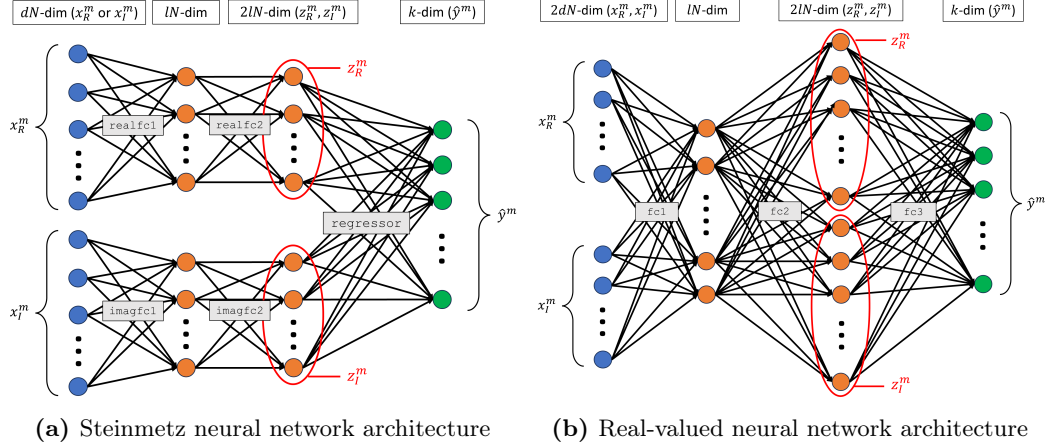 dN-dim (x_R^m or x_I^m) lN-dim 2lN-dim (z_R^m, z_I^m) k-dim (ŷ^m)
z_R^m
x_R^m
realfc1 realfc2
regressor
ŷ^m
x_I^m
imagfc1 imagfc2
z_I^m
(a) Steinmetz neural network architecture
2dN-dim (x_R^m, x_I^m) lN-dim 2lN-dim (z_R^m, z_I^m) k-dim (ŷ^m)
z_R^m
x_R^m
fc1 fc2 fc3
ŷ^m
x_I^m
z_I^m
(b) Real-valued neural network architecture